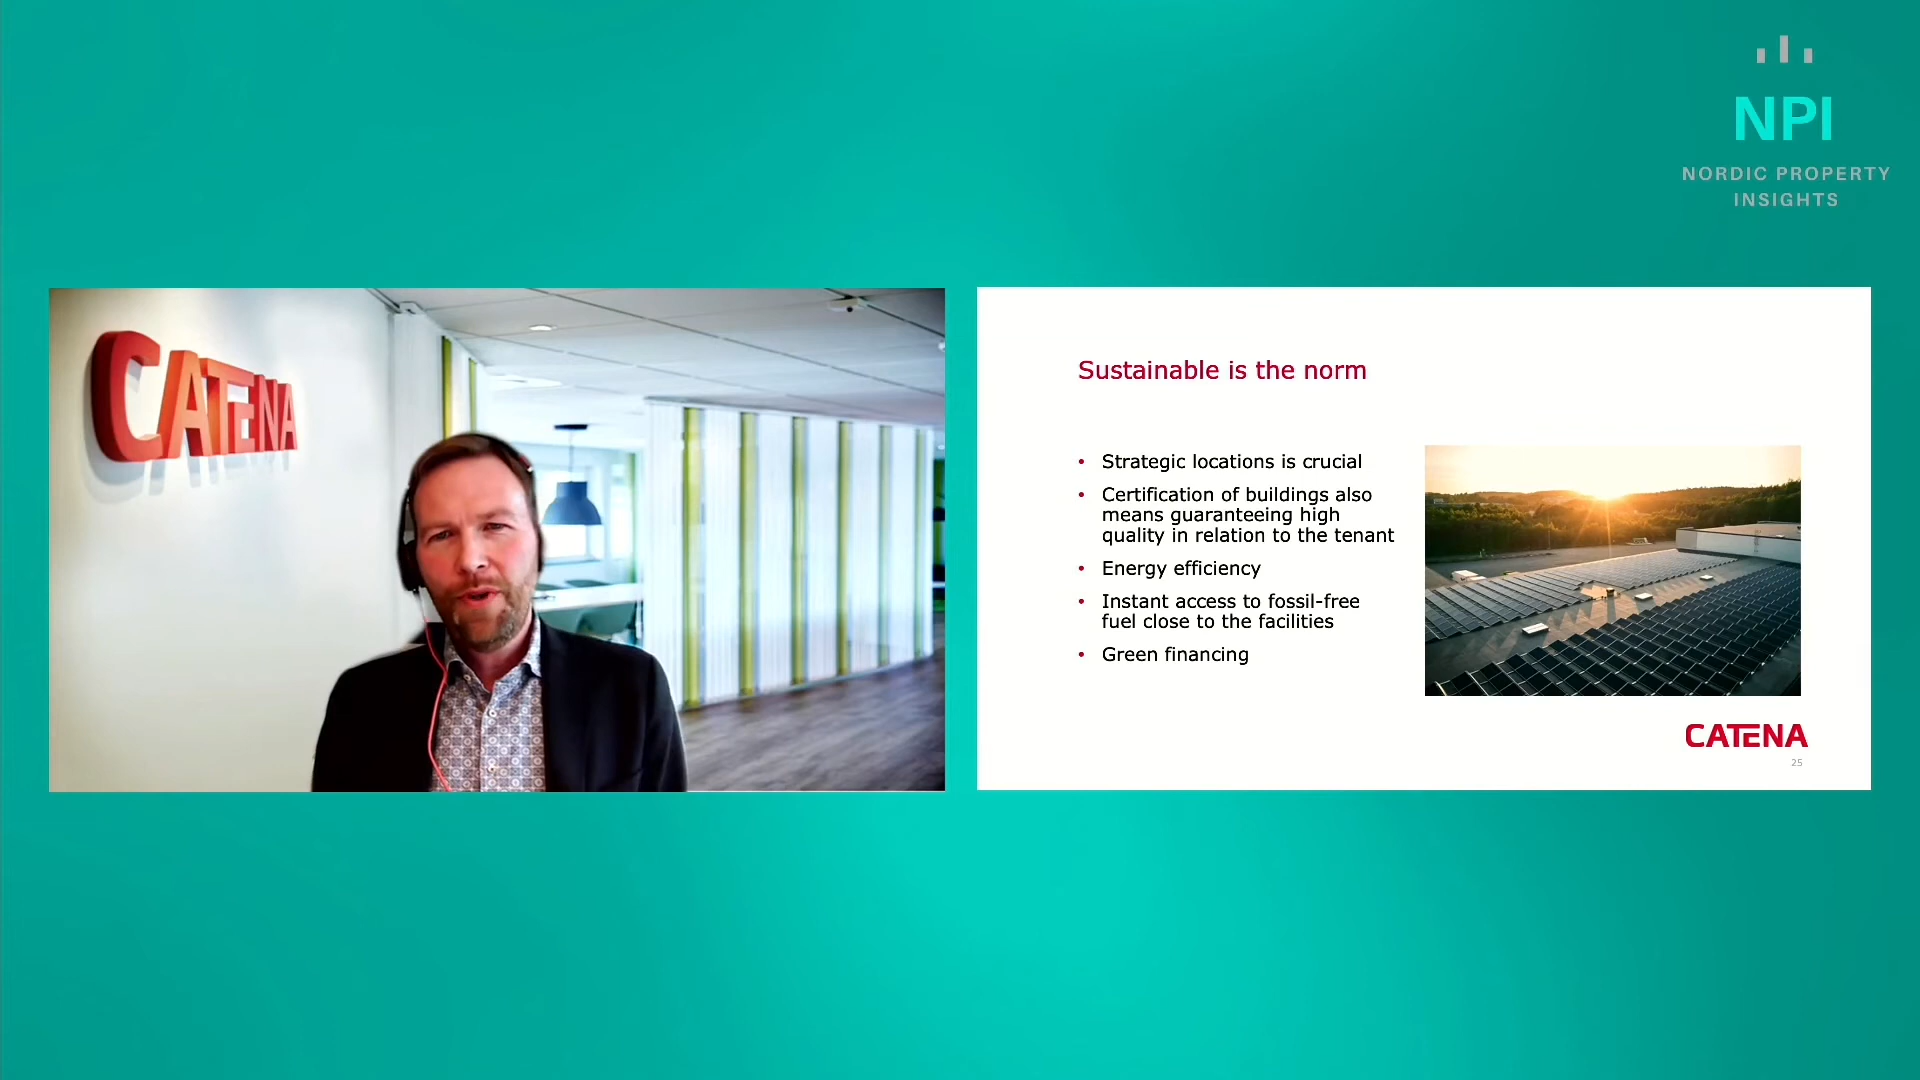 NPI
NORDIC PROPERTY
INSIGHTS
CATENA
Sustainable is the norm
• Strategic locations is crucial
• Certification of buildings also
means guaranteeing high
quality in relation to the tenant
• Energy efficiency
• Instant access to fossil-free
fuel close to the facilities
• Green financing
CATENA
25